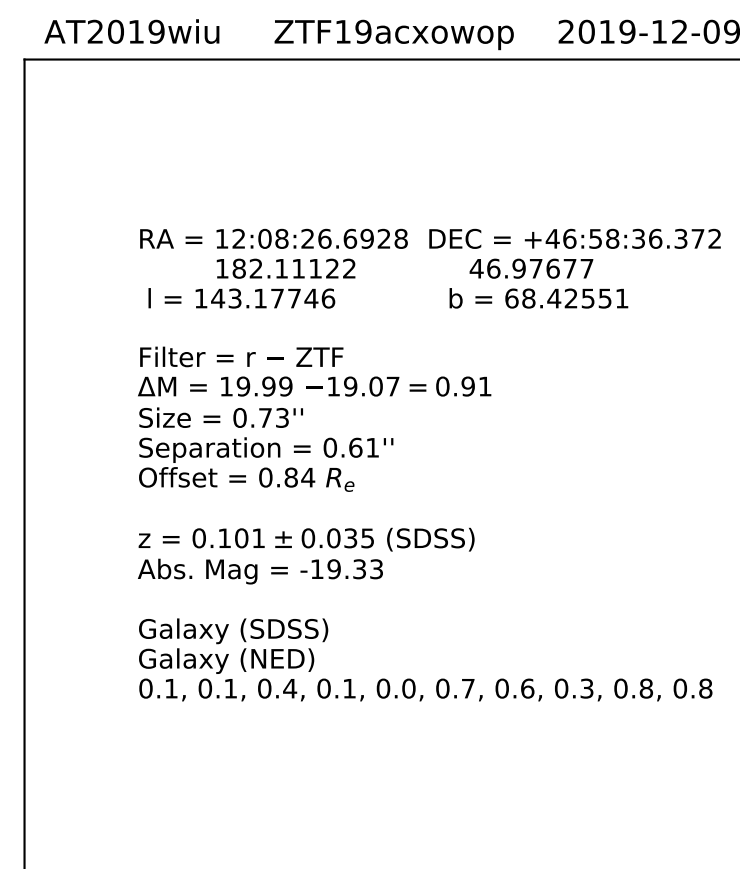 AT2019wiu ZTF19acxowop 2019-12-09
RA = 12:08:26.6928 DEC = +46:58:36.372
182.11122 46.97677
l = 143.17746 b = 68.42551
Filter = r − ZTF
ΔM = 19.99 −19.07 = 0.91
Size = 0.73''
Separation = 0.61''
Offset = 0.84 Rₑ
z = 0.101 ± 0.035 (SDSS)
Abs. Mag = -19.33
Galaxy (SDSS)
Galaxy (NED)
0.1, 0.1, 0.4, 0.1, 0.0, 0.7, 0.6, 0.3, 0.8, 0.8